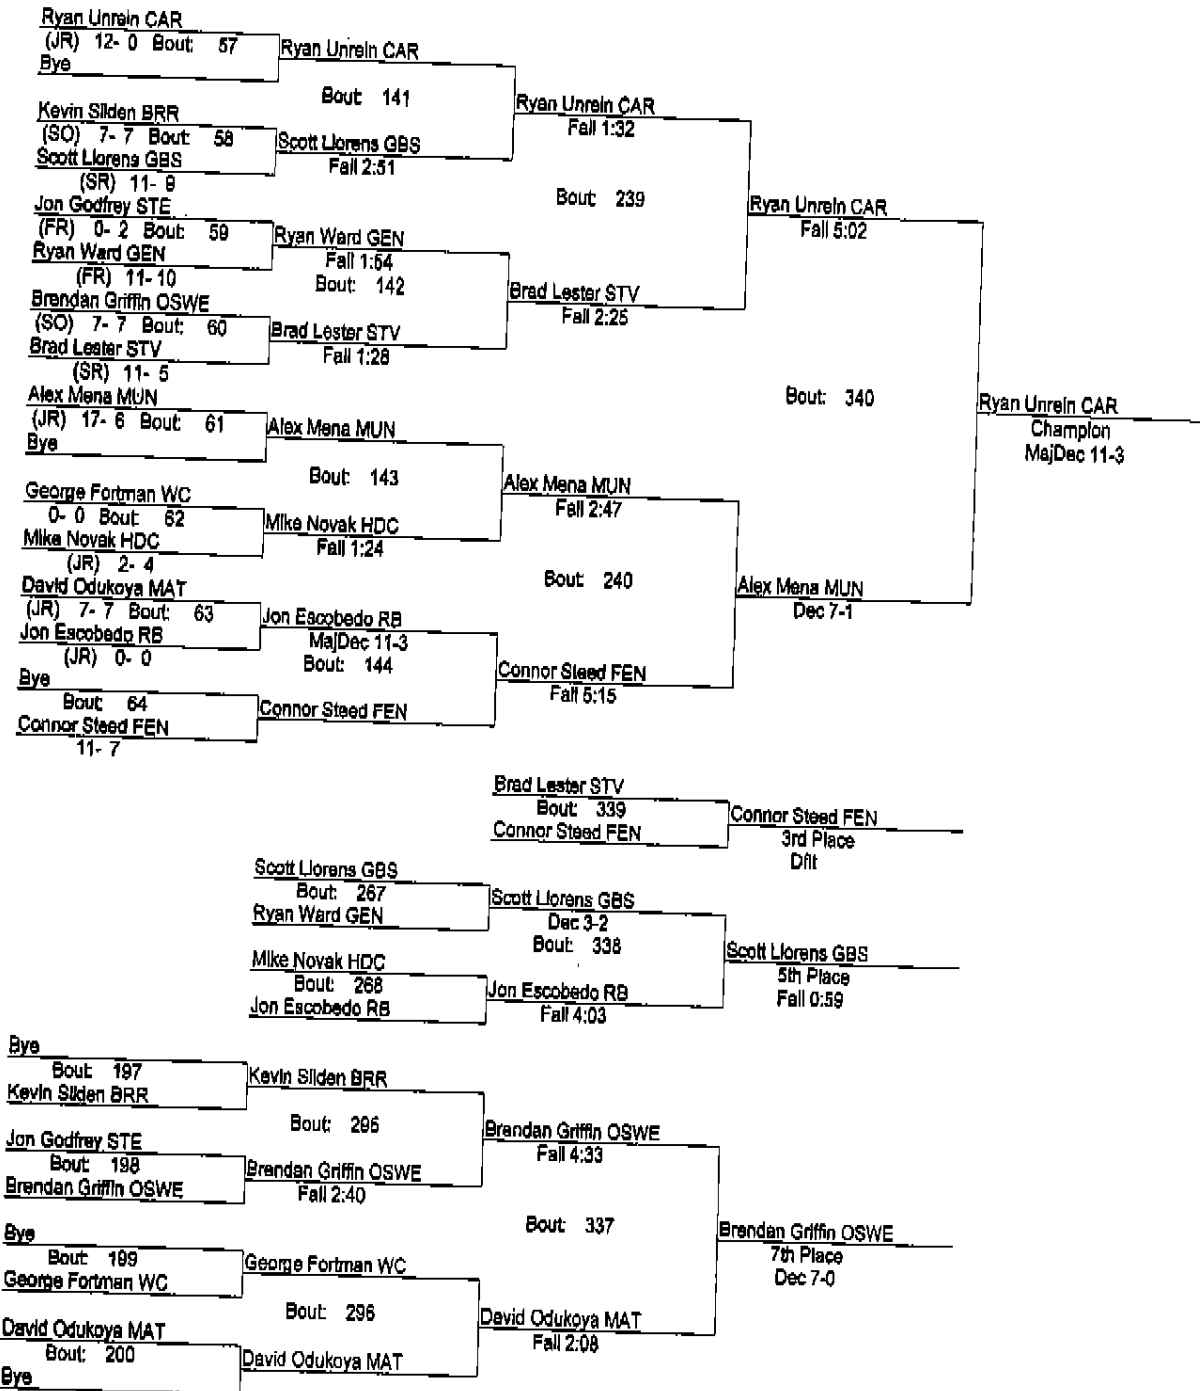 Ryan Unrein CAR
(JR) 12- 0 Bout: 57
Bye
Ryan Unrein CAR
Bout: 141
Kevin Silden BRR
(SO) 7- 7 Bout: 58
Scott Llorens GBS
(SR) 11- 9
Scott Llorens GBS
Fall 2:51
Ryan Unrein CAR
Fall 1:32
Bout: 239
Jon Godfrey STE
(FR) 0- 2 Bout: 59
Ryan Ward GEN
(FR) 11- 10
Ryan Ward GEN
Fall 1:54
Bout: 142
Brendan Griffin OSWE
(SO) 7- 7 Bout: 60
Brad Lester STV
(SR) 11- 5
Brad Lester STV
Fall 1:28
Brad Lester STV
Fall 2:25
Ryan Unrein CAR
Fall 5:02
Bout: 340
Ryan Unrein CAR
Champion
MajDec 11-3
Alex Mena MUN
(JR) 17- 6 Bout: 61
Bye
Alex Mena MUN
Bout: 143
George Fortman WC
0- 0 Bout: 62
Mike Novak HDC
(JR) 2- 4
Mike Novak HDC
Fall 1:24
Alex Mena MUN
Fall 2:47
Bout: 240
David Odukoya MAT
(JR) 7- 7 Bout: 63
Jon Escobedo RB
(JR) 0- 0
Jon Escobedo RB
MajDec 11-3
Bout: 144
Bye
Bout: 64
Connor Steed FEN
11- 7
Connor Steed FEN
Connor Steed FEN
Fall 5:15
Alex Mena MUN
Dec 7-1
Brad Lester STV
Bout: 339
Connor Steed FEN
Connor Steed FEN
3rd Place
Dflt
Scott Llorens GBS
Bout: 267
Ryan Ward GEN
Scott Llorens GBS
Dec 3-2
Bout: 338
Mike Novak HDC
Bout: 268
Jon Escobedo RB
Jon Escobedo RB
Fall 4:03
Scott Llorens GBS
5th Place
Fall 0:59
Bye
Bout: 197
Kevin Silden BRR
Kevin Silden BRR
Bout: 295
Jon Godfrey STE
Bout: 198
Brendan Griffin OSWE
Brendan Griffin OSWE
Fall 2:40
Brendan Griffin OSWE
Fall 4:33
Bout: 337
Bye
Bout: 199
George Fortman WC
George Fortman WC
Bout: 296
David Odukoya MAT
Bout: 200
Bye
David Odukoya MAT
David Odukoya MAT
Fall 2:08
Brendan Griffin OSWE
7th Place
Dec 7-0